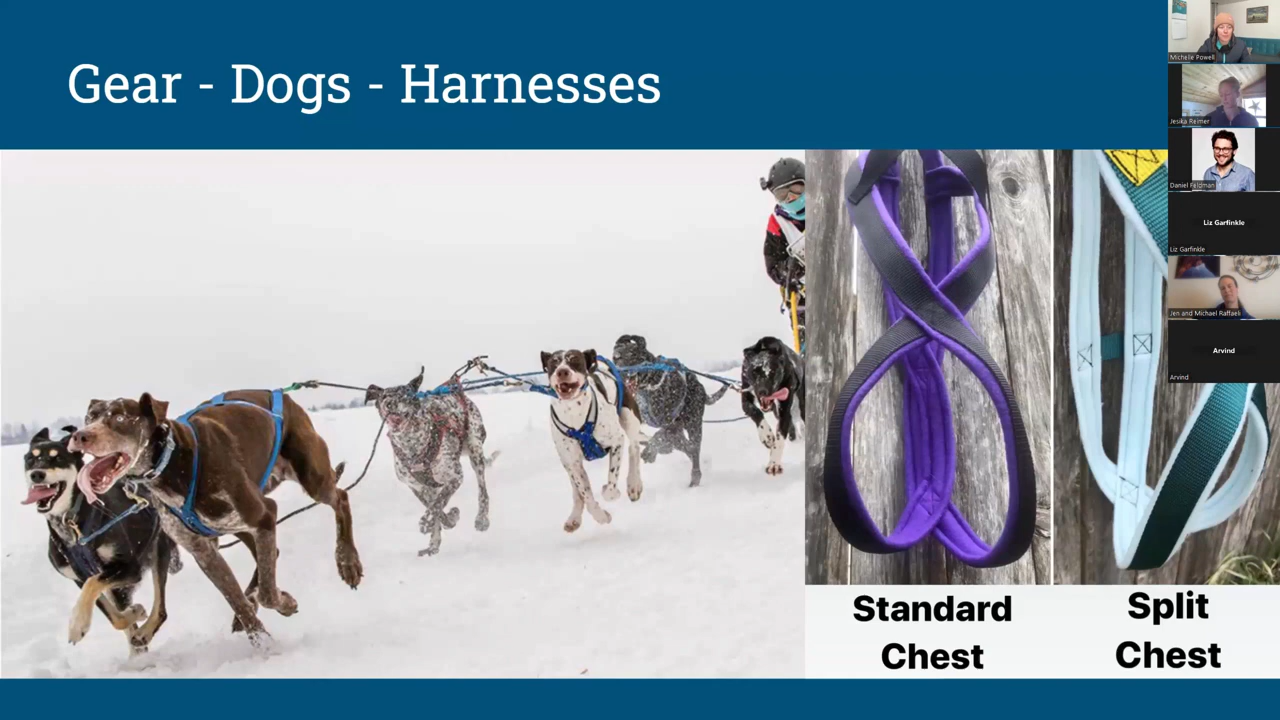 Gear - Dogs - Harnesses
Michelle Powell
Jesika Reimer
Daniel Feldman
Liz Garfinkle
Liz Garfinkle
Jen and Michael Raffaeli
Arvind
Arvind
Standard
Chest
Split
Chest